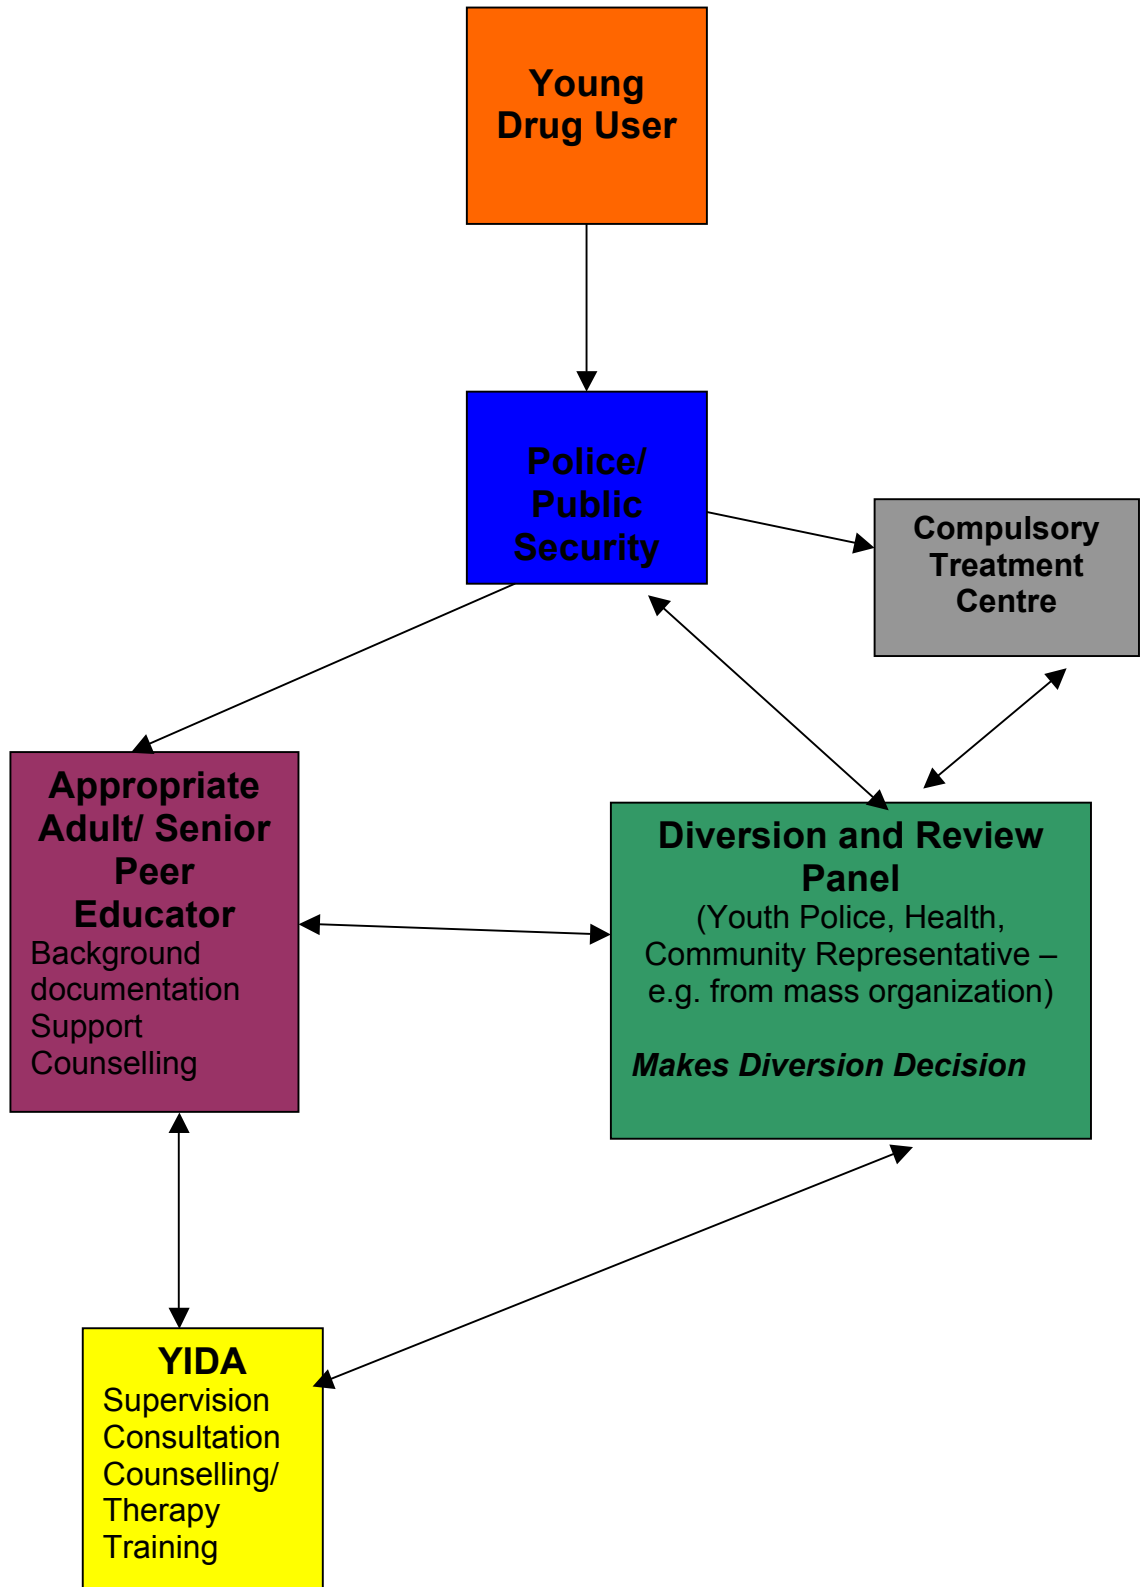 Young
Drug User
Police/
Public
Security
Compulsory
Treatment
Centre
Appropriate
Adult/ Senior
Peer
Educator
Background
documentation
Support
Counselling
Diversion and Review
Panel
(Youth Police, Health,
Community Representative –
e.g. from mass organization)
Makes Diversion Decision
YIDA
Supervision
Consultation
Counselling/
Therapy
Training